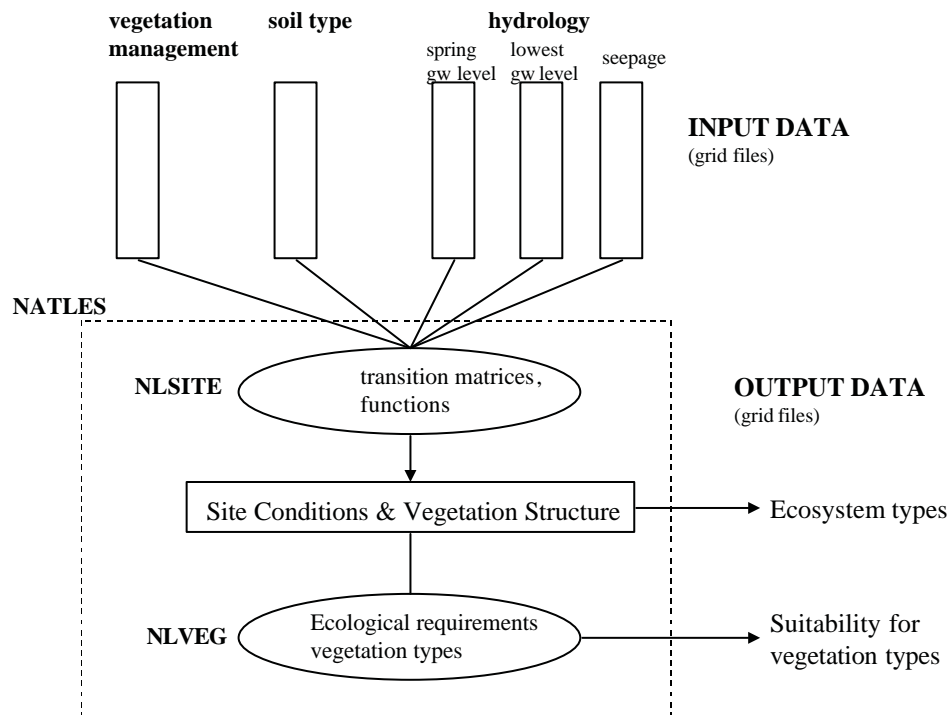 vegetation
management
soil type
hydrology
spring
gw level
lowest
gw level
seepage
INPUT DATA
(grid files)
NATLES
NLSITE
transition matrices,
functions
OUTPUT DATA
(grid files)
Site Conditions & Vegetation Structure
Ecosystem types
NLVEG
Ecological requirements
vegetation types
Suitability for
vegetation types